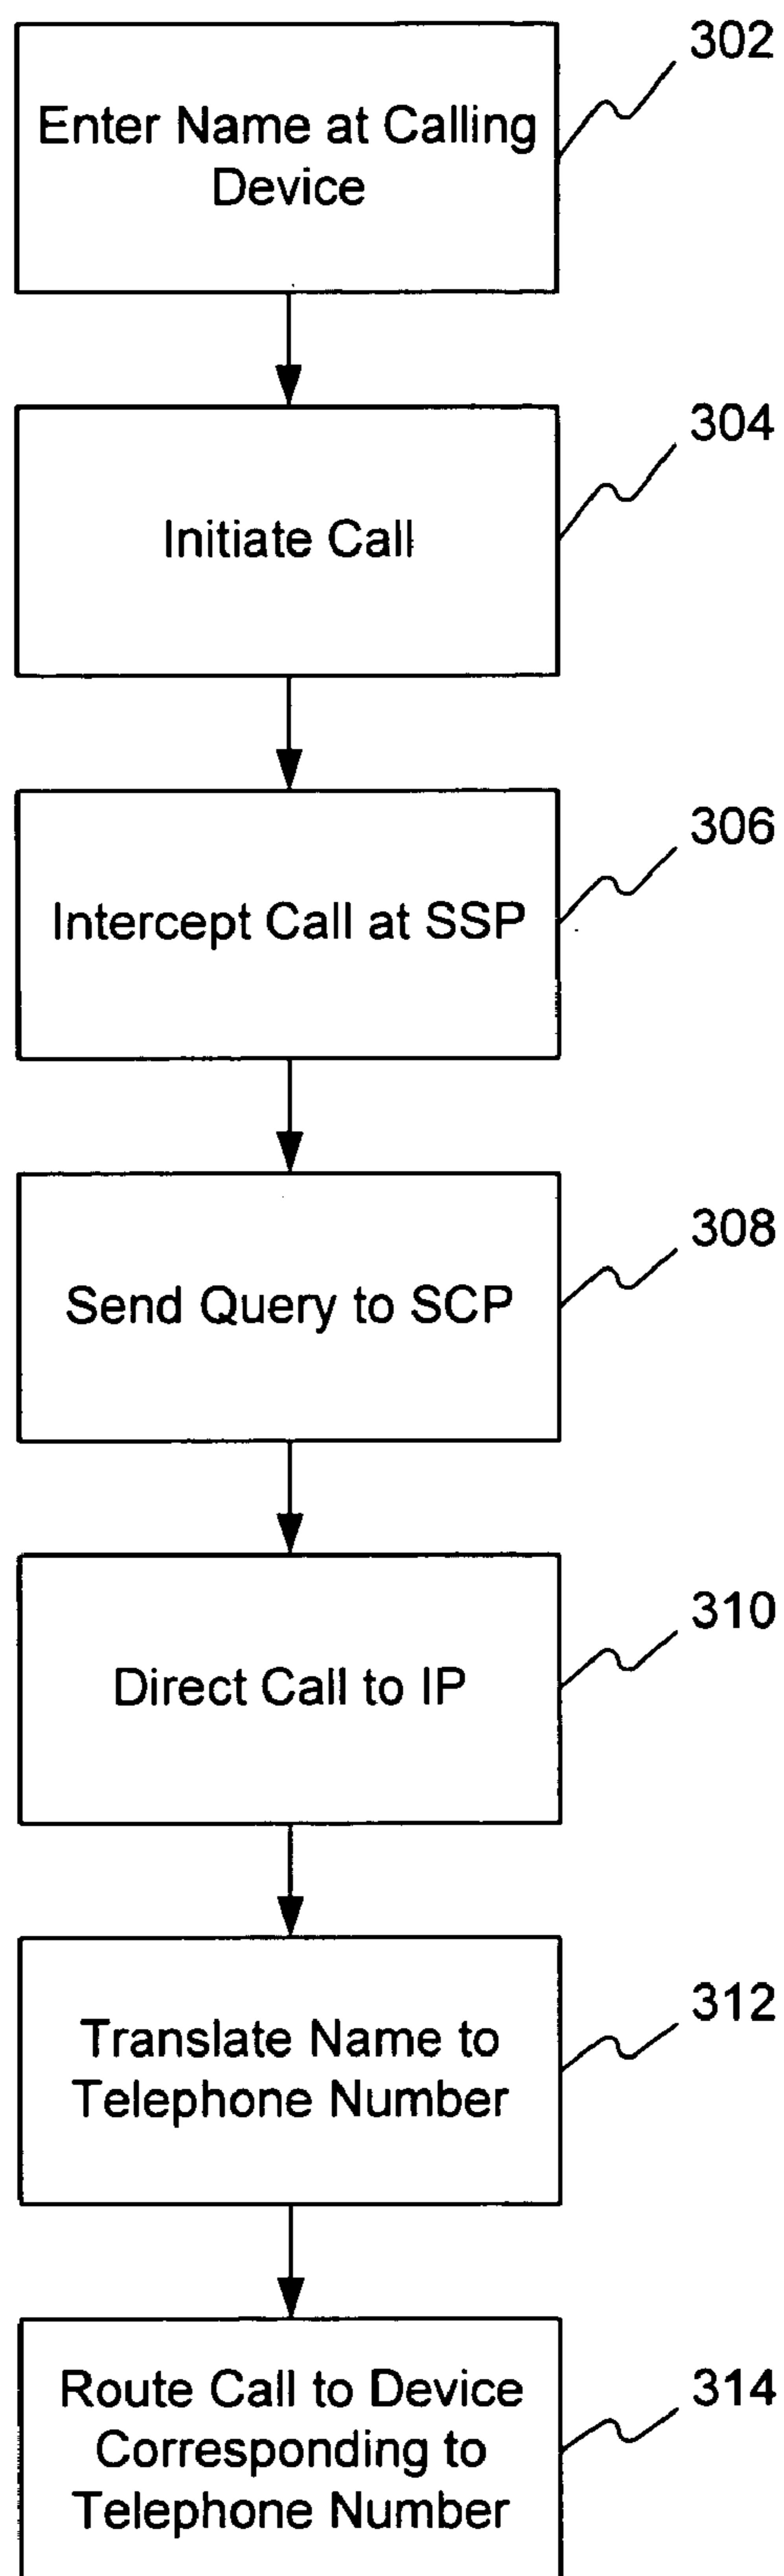 302
Enter Name at Calling
Device
304
Initiate Call
306
Intercept Call at SSP
308
Send Query to SCP
310
Direct Call to IP
312
Translate Name to
Telephone Number
314
Route Call to Device
Corresponding to
Telephone Number